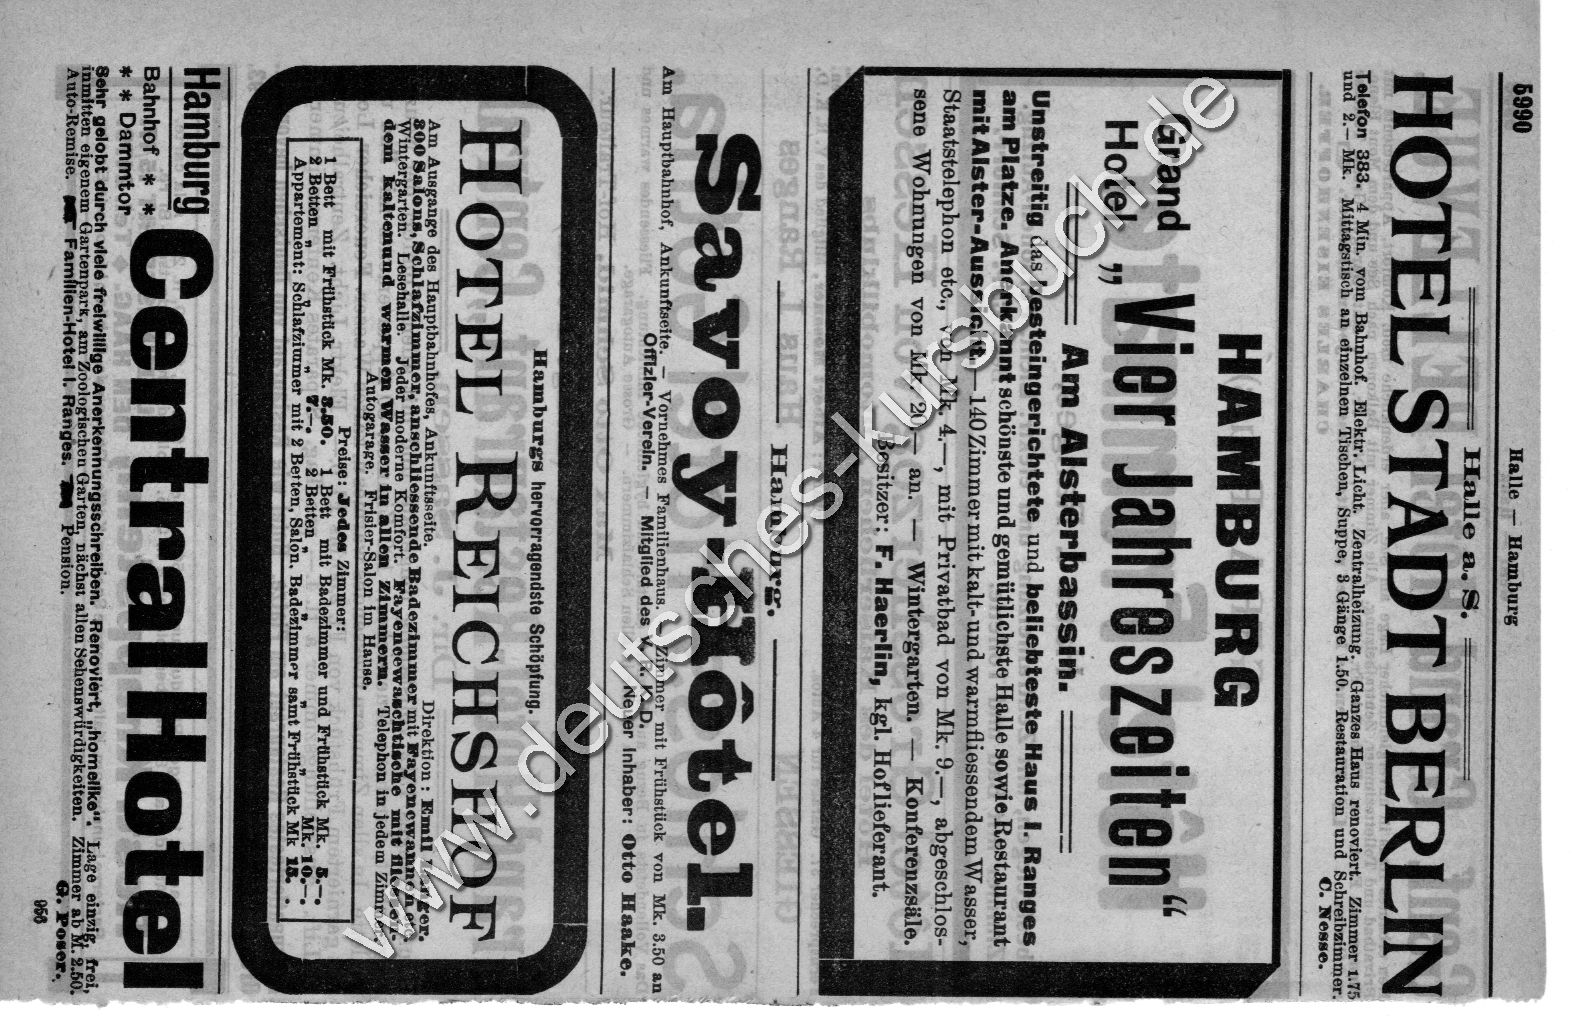 5990
Halle — Hamburg
Halle a. S.
HOTEL STADT BERLIN
Telefon 383. 4 Min. vom Bahnhof. Elektr. Licht. Zentralheizung. Ganzes Haus renoviert. Zimmer 1.75
und 2.— Mk. Mittagstisch an einzelnen Tischen, Suppe, 3 Gänge 1.50. Restauration und Schreibzimmer.
C. Nesse.
HAMBURG
Grand Hotel „Vier Jahreszeiten“
Am Alsterbassin.
Unstreitig das besteingerichtete und beliebteste Haus I. Ranges
am Platze. Anerkannt schönste und gemütlichste Halle sowie Restaurant
mit Alster-Aussicht. — 140 Zimmer mit kalt- und warmfliessendem Wasser,
Staatstelephon etc., von Mk. 4.—, mit Privatbad von Mk. 9.—, abgeschlos-
sene Wohnungen von Mk. 20.— an. — Wintergarten. — Konferenzsäle.
Besitzer: F. Haerlin, kgl. Hoflieferant.
Hamburg.
Savoy-Hôtel.
Am Hauptbahnhof, Ankunftseite. — Vornehmes Familienhaus. Zimmer mit Frühstück von Mk. 3.50 an
Offizier-Verein. — Mitglied des V. R. K. D. Neuer Inhaber: Otto Haake.
Hamburgs hervorragendste Schöpfung.
HOTEL REICHSHOF
Am Ausgange des Hauptbahnhofes, Ankunftsseite. Direktion: Emil Langer.
300 Salons, Schlafzimmer, anschliessende Badezimmer mit Fayencewannen etc.
Wintergarten. Lesehalle. Jeder moderne Komfort. Fayencewaschtische mit fliessen-
dem kalten und warmen Wasser in allen Zimmern. Telephon in jedem Zimmer.
Autogarage. Frisier-Salon im Hause.
Preise: Jedes Zimmer:
1 Bett mit Frühstück Mk. 3.50. 1 Bett mit Badezimmer und Frühstück Mk. 5.—.
2 Betten „ „ „ 7.—. 2 Betten „ „ „ „ Mk. 10.—.
Appartement: Schlafzimmer mit 2 Betten, Salon, Badezimmer samt Frühstück Mk 15. .
Hamburg
Bahnhof * *
* * Dammtor
Central Hotel
Sehr gelobt durch viele freiwillige Anerkennungsschreiben. Renoviert, „homelike“. Lage einzig, frei,
inmitten eigenem Gartenpark, am Zoologischen Garten, nächst allen Sehenswürdigkeiten. Zimmer ab M. 2.50.
Auto-Remise. Familien-Hotel I. Ranges. Pension.
G. Poser.
956
www.deutsches-kursbuch.de